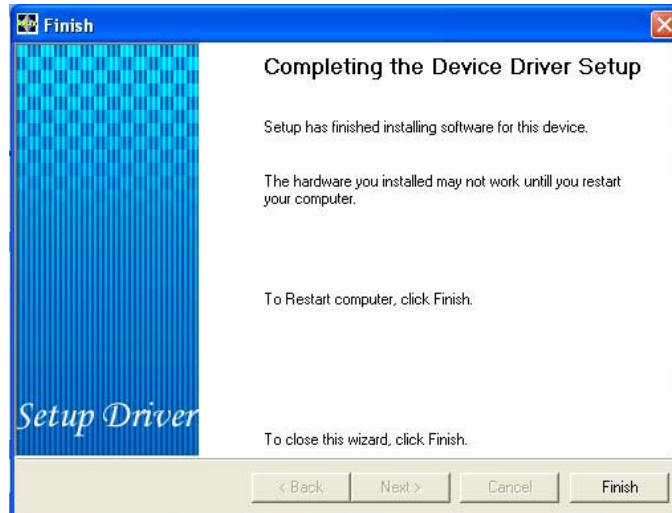 Finish
Completing the Device Driver Setup
Setup has finished installing software for this device.
The hardware you installed may not work untill you restart
your computer.
To Restart computer, click Finish.
Setup Driver
To close this wizard, click Finish.
< Back
Next >
Cancel
Finish